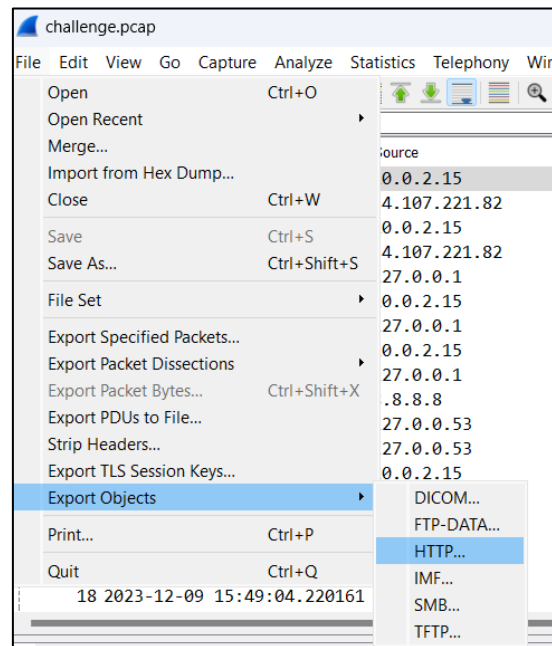 challenge.pcap
File Edit View Go Capture Analyze Statistics Telephony
Open Ctrl+O
Open Recent
Merge...
Import from Hex Dump...
Close Ctrl+W
Save Ctrl+S
Save As... Ctrl+Shift+S
File Set
Export Specified Packets...
Export Packet Dissections
Export Packet Bytes... Ctrl+Shift+X
Export PDUs to File...
Strip Headers...
Export TLS Session Keys...
Export Objects
Print... Ctrl+P
Quit Ctrl+Q
ource
0.0.2.15
4.107.221.82
0.0.2.15
4.107.221.82
27.0.0.1
0.0.2.15
27.0.0.1
0.0.2.15
27.0.0.1
.8.8.8
27.0.0.53
27.0.0.53
0.0.2.15
DICOM...
FTP-DATA...
HTTP...
IMF...
SMB...
TFTP...
18 2023-12-09 15:49:04.220161